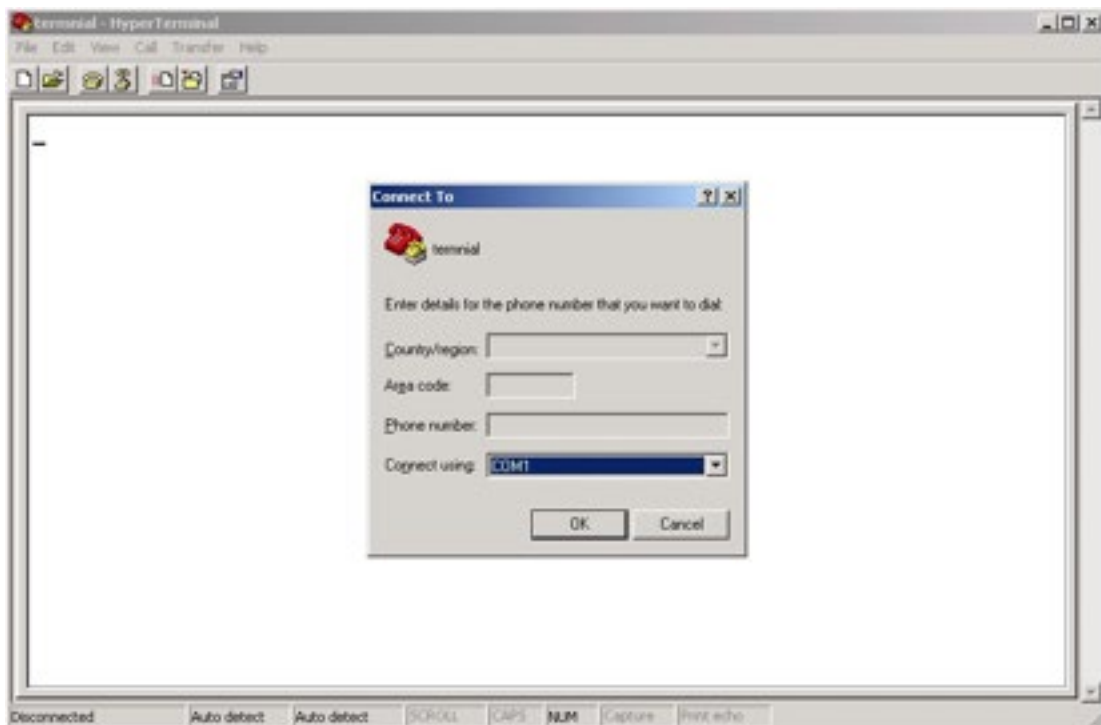 termnial - HyperTerminal
File Edit View Call Transfer Help
Connect To
termnial
Enter details for the phone number that you want to dial:
Country/region:
Area code:
Phone number:
Connect using: COM1
OK Cancel
Disconnected Auto detect Auto detect SCROLL CAPS NUM Capture Print echo